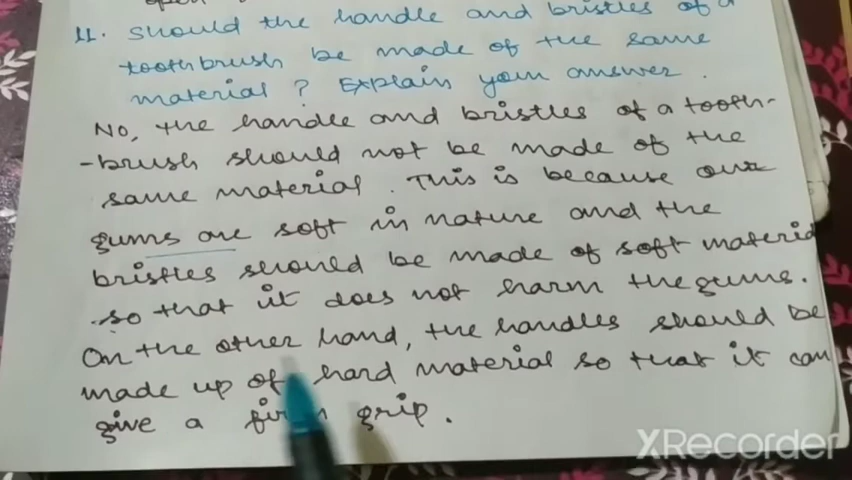 open
11. Should the handle and bristles of a
toothbrush be made of the same
material? Explain your answer.
No, the handle and bristles of a tooth-
-brush should not be made of the
same material. This is because our
gums are soft in nature and the
bristles should be made of soft material
so that it does not harm the gums.
On the other hand, the handles should be
made up of hard material so that it can
give a firm grip.
XRecorder